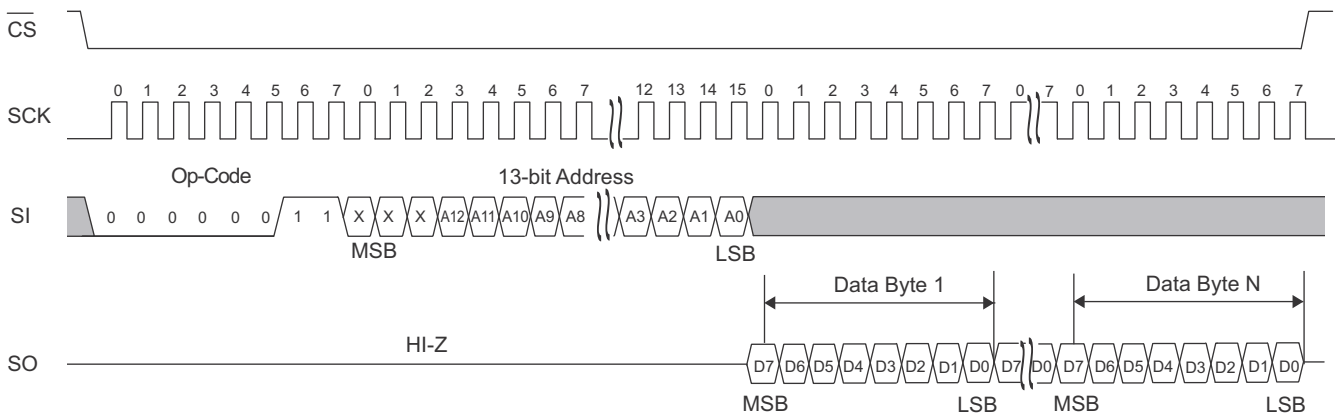 CS
0 1 2 3 4 5 6 7 0 1 2 3 4 5 6 7 12 13 14 15 0 1 2 3 4 5 6 7 0 7 0 1 2 3 4 5 6 7
SCK
Op-Code 13-bit Address
SI 0 0 0 0 0 0 1 1 X X X A12 A11 A10 A9 A8 A3 A2 A1 A0
MSB LSB
Data Byte 1 Data Byte N
HI-Z
SO D7 D6 D5 D4 D3 D2 D1 D0 D7 D0 D7 D6 D5 D4 D3 D2 D1 D0
MSB LSB MSB LSB